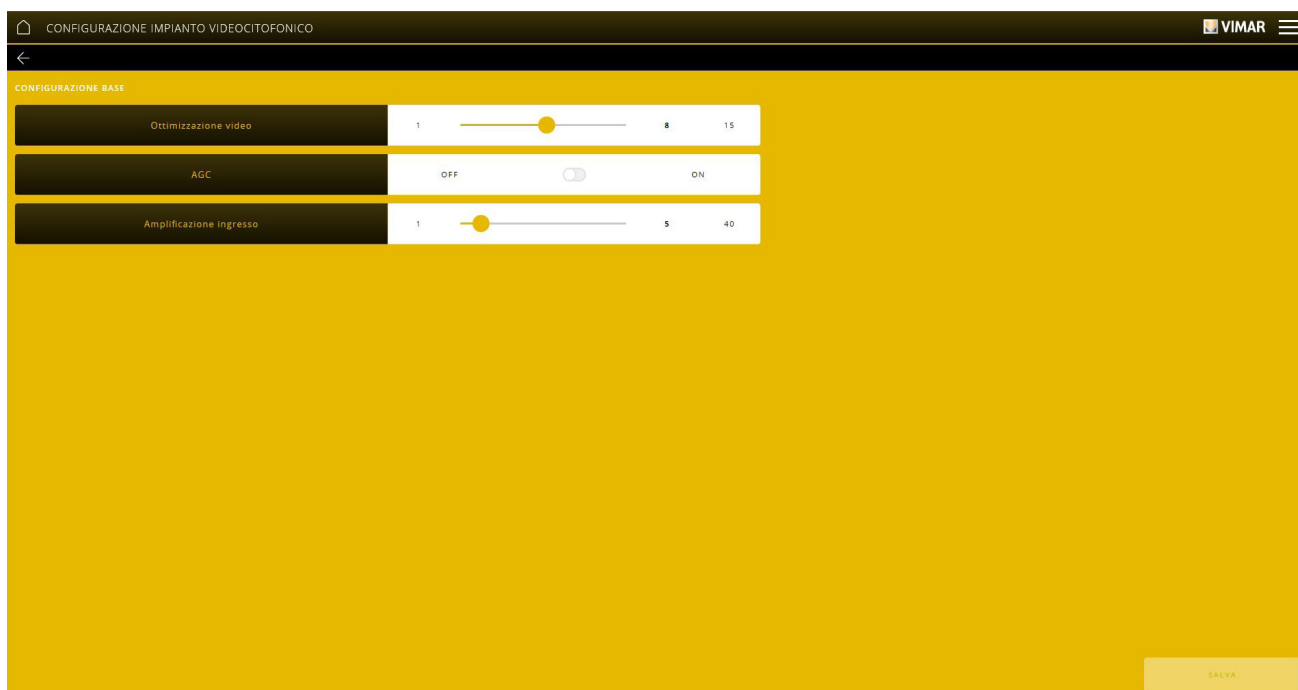 CONFIGURAZIONE IMPIANTO VIDEOCITOFONICO
VIMAR
CONFIGURAZIONE BASE
Ottimizzazione video 1 8 15
AGC OFF ON
Amplificazione ingresso 1 5 40
SALVA